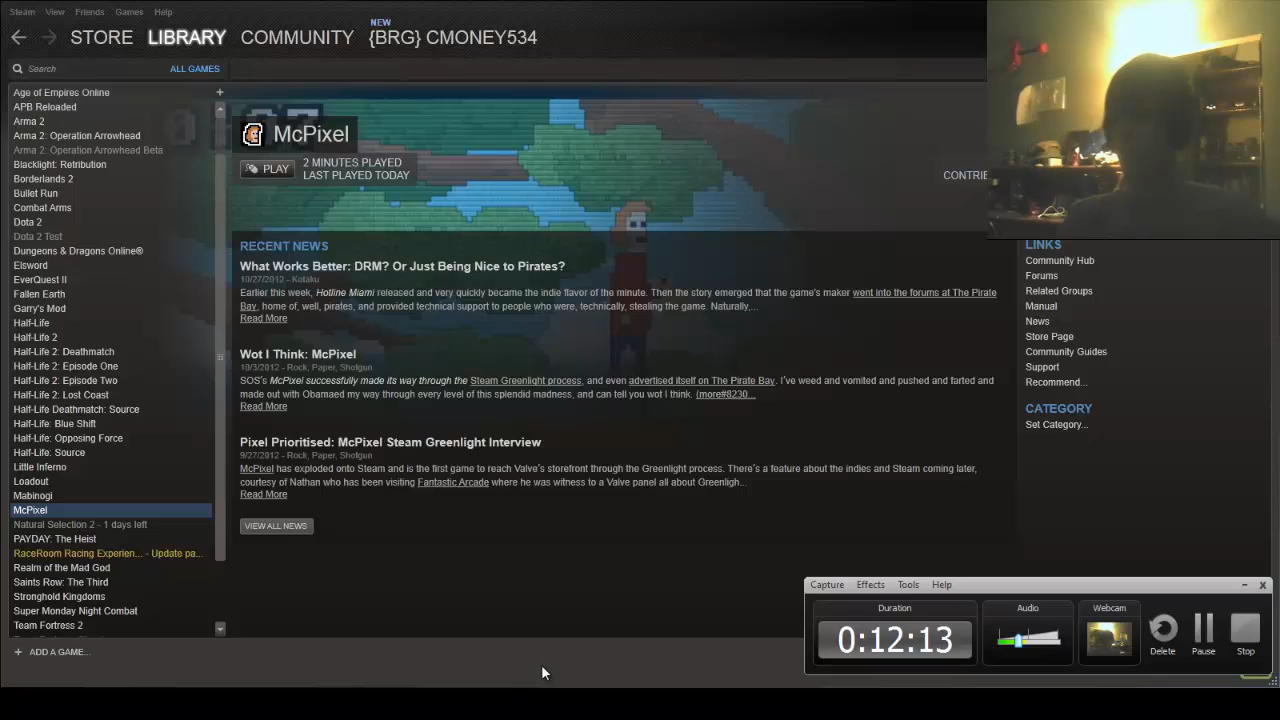 Steam View Friends Games Help
STORE LIBRARY COMMUNITY NEW {BRG} CMONEY534
Search ALL GAMES
Age of Empires Online
APB Reloaded
Arma 2
Arma 2: Operation Arrowhead
Arma 2: Operation Arrowhead Beta
Blacklight: Retribution
Borderlands 2
Bullet Run
Combat Arms
Dota 2
Dota 2 Test
Dungeons & Dragons Online®
Elsword
EverQuest II
Fallen Earth
Garry's Mod
Half-Life
Half-Life 2
Half-Life 2: Deathmatch
Half-Life 2: Episode One
Half-Life 2: Episode Two
Half-Life 2: Lost Coast
Half-Life Deathmatch: Source
Half-Life: Blue Shift
Half-Life: Opposing Force
Half-Life: Source
Little Inferno
Loadout
Mabinogi
McPixel
Natural Selection 2 - 1 days left
PAYDAY: The Heist
RaceRoom Racing Experien... - Update pa...
Realm of the Mad God
Saints Row: The Third
Stronghold Kingdoms
Super Monday Night Combat
Team Fortress 2
ADD A GAME...
McPixel
PLAY
2 MINUTES PLAYED
LAST PLAYED TODAY
CONTRIE
RECENT NEWS
What Works Better: DRM? Or Just Being Nice to Pirates?
10/27/2012 - Kotaku
Earlier this week, Hotline Miami released and very quickly became the indie flavor of the minute. Then the story emerged that the game's maker went into the forums at The Pirate
Bay, home of, well, pirates, and provided technical support to people who were, technically, stealing the game. Naturally,...
Read More
Wot I Think: McPixel
10/3/2012 - Rock, Paper, Shotgun
SOS's McPixel successfully made its way through the Steam Greenlight process, and even advertised itself on The Pirate Bay. I've weed and vomited and pushed and farted and
made out with Obamaed my way through every level of this splendid madness, and can tell you wot I think. (more#8230...
Read More
Pixel Prioritised: McPixel Steam Greenlight Interview
9/27/2012 - Rock, Paper, Shotgun
McPixel has exploded onto Steam and is the first game to reach Valve's storefront through the Greenlight process. There's a feature about the indies and Steam coming later,
courtesy of Nathan who has been visiting Fantastic Arcade where he was witness to a Valve panel all about Greenligh...
Read More
VIEW ALL NEWS
LINKS
Community Hub
Forums
Related Groups
Manual
News
Store Page
Community Guides
Support
Recommend...
CATEGORY
Set Category...
Capture Effects Tools Help
Duration Audio Webcam
0:12:13
Delete Pause Stop